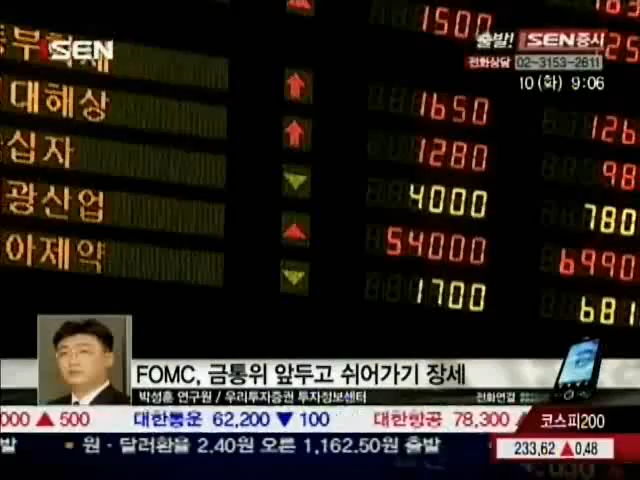 1500
SEN
출발! SEN증시
전화상담 02-3153-2611
10 (화) 9:06
대해상 1650 126
십자 1280 98
광산업 4000 780
아제약 54000 6990
1700 681
FOMC, 금통위 앞두고 쉬어가기 장세
박성훈 연구원 / 우리투자증권 투자정보센터
전화연결
000 ▲ 500 대한통운 62,200 ▼ 100 대한항공 78,300 ▲
코스피200
발 원 · 달러환율 2.40원 오른 1,162.50원 출발
233.62 ▲ 0.48